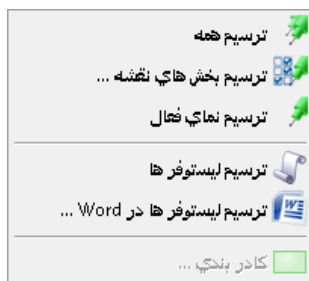 ترسيم همه
ترسيم بخش هاي نقشه ...
ترسيم نماي فعال
ترسيم ليستوفر ها
ترسيم ليستوفر ها در Word ...
كادر بندي ...